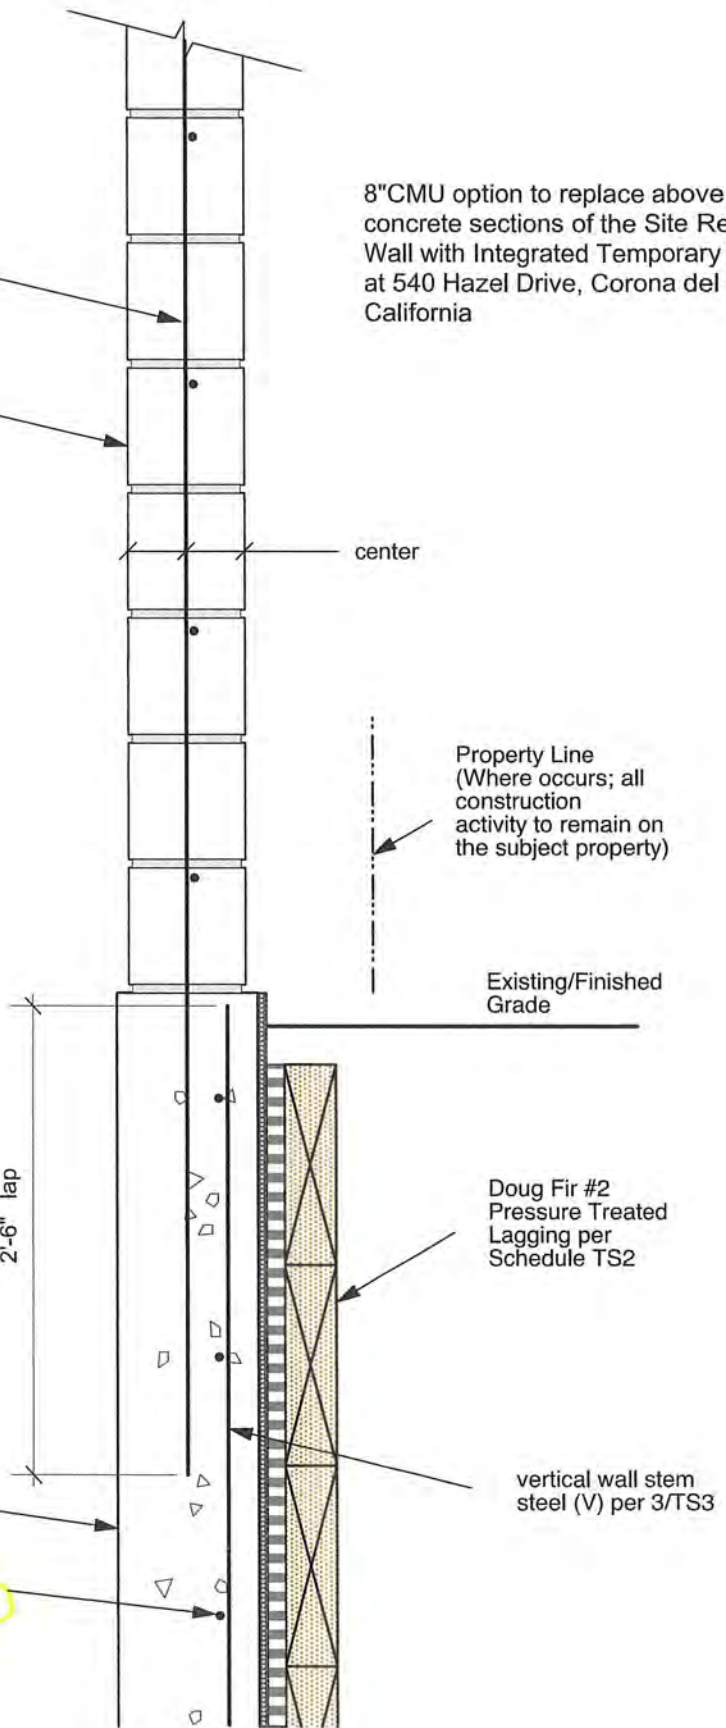 8"CMU option to replace above
concrete sections of the Site Re
Wall with Integrated Temporary
at 540 Hazel Drive, Corona del
California
center
Property Line
(Where occurs; all
construction
activity to remain on
the subject property)
Existing/Finished
Grade
2'-6" lap
Doug Fir #2
Pressure Treated
Lagging per
Schedule TS2
vertical wall stem
steel (V) per 3/TS3